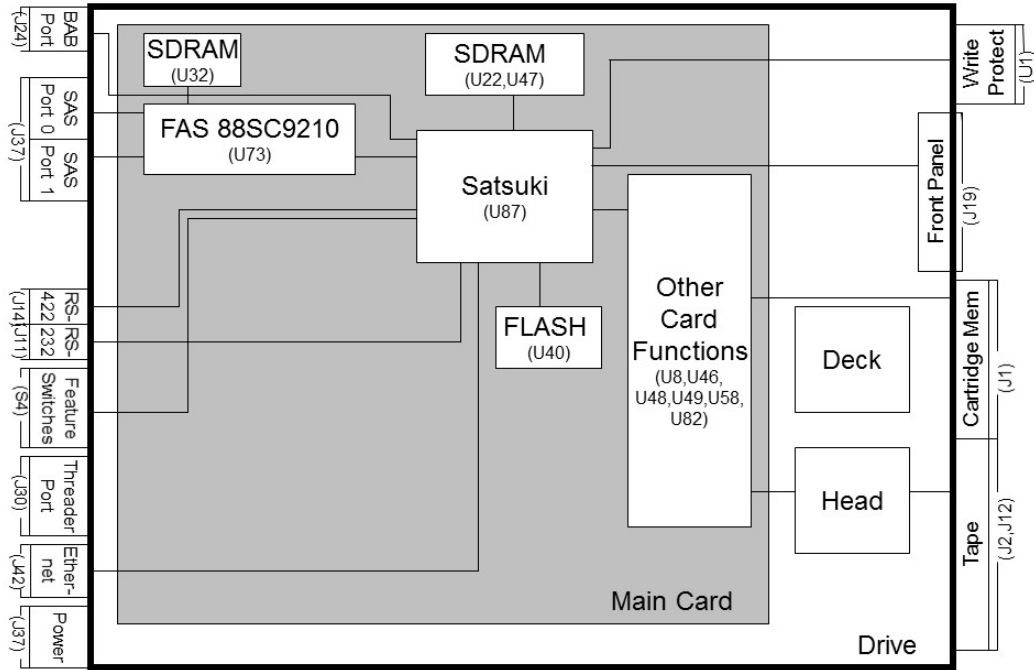 BAB
Port
(J24)
SAS
Port 0
SAS
Port 1
(J37)
RS-
422
(J14)
RS-
232
(J11)
Feature
Switches
(S4)
Threader
Port
(J30)
Ether-
net
(J42)
Power
(J37)
SDRAM
(U32)
SDRAM
(U22,U47)
FAS 88SC9210
(U73)
Satsuki
(U87)
FLASH
(U40)
Other
Card
Functions
(U8,U46,
U48,U49,U58,
U82)
Deck
Head
Main Card
Drive
Write
Protect
(U1)
Front Panel
(J19)
Cartridge Mem
(J1)
Tape
(J2,J12)